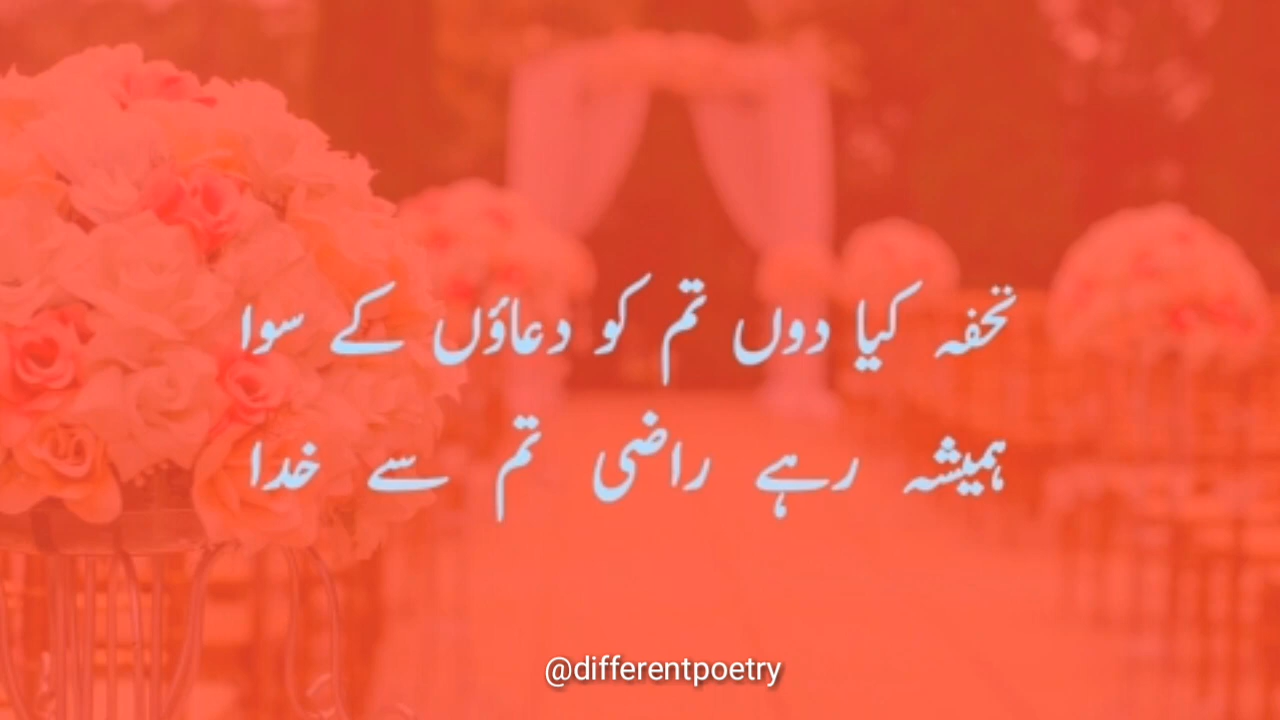 تحفہ کیا دوں تم کو دعاؤں کے سوا
ہمیشہ رہے راضی تم سے خدا
@differentpoetry